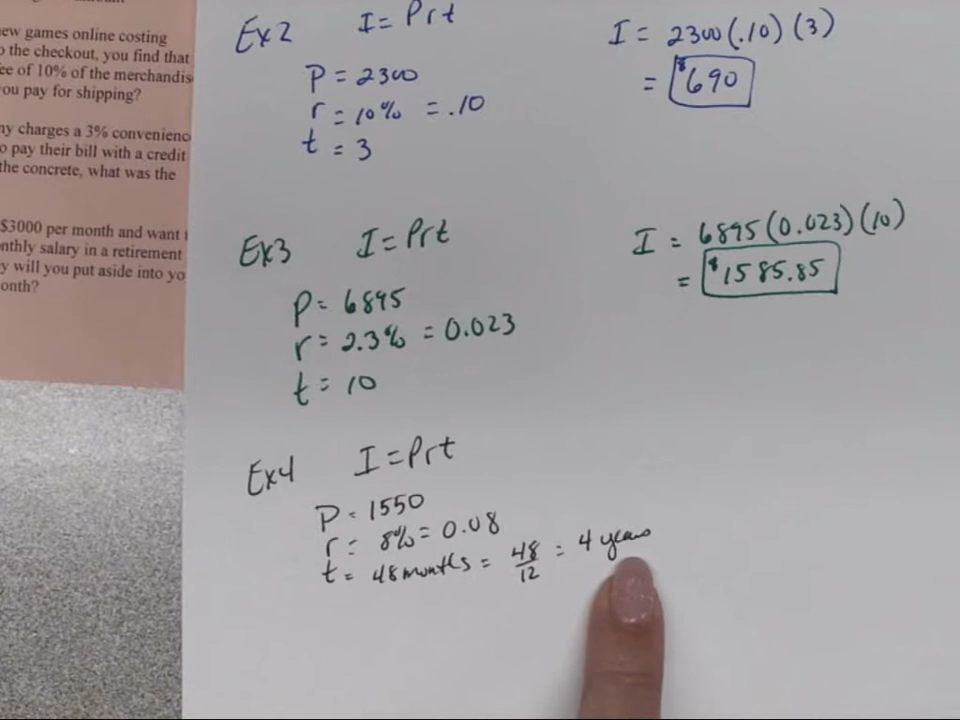 ew games online costing
o the checkout, you find that
ee of 10% of the merchandis
ou pay for shipping?
ny charges a 3% convenienc
o pay their bill with a credit
the concrete, what was the
$3000 per month and want
nthly salary in a retirement
y will you put aside into yo
onth?
Ex2 I = Prt
P = 2300
r = 10% = .10
t = 3
I = 2300(.10)(3)
= $690
Ex3 I = Prt
P = 6895
r = 2.3% = 0.023
t = 10
I = 6895(0.023)(10)
= $1585.85
Ex4 I = Prt
P = 1550
r = 8% = 0.08
t = 48 months = 48/12 = 4 years